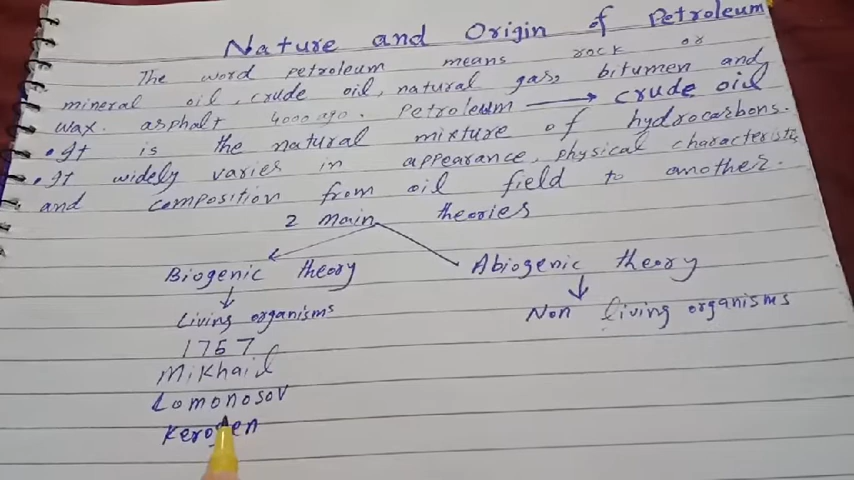 Nature and Origin of Petroleum
The word petroleum means rock or
mineral oil, crude oil, natural gas, bitumen and
wax. asphalt 4000 ago. Petroleum → crude oil
• It is the natural mixture of hydrocarbons.
• It widely varies in appearance, physical characteristics
and composition from oil field to another.
2 main theories
Biogenic theory Abiogenic theory
Living organisms Non living organisms
1757
Mikhail
Lomonosov
Kerogen